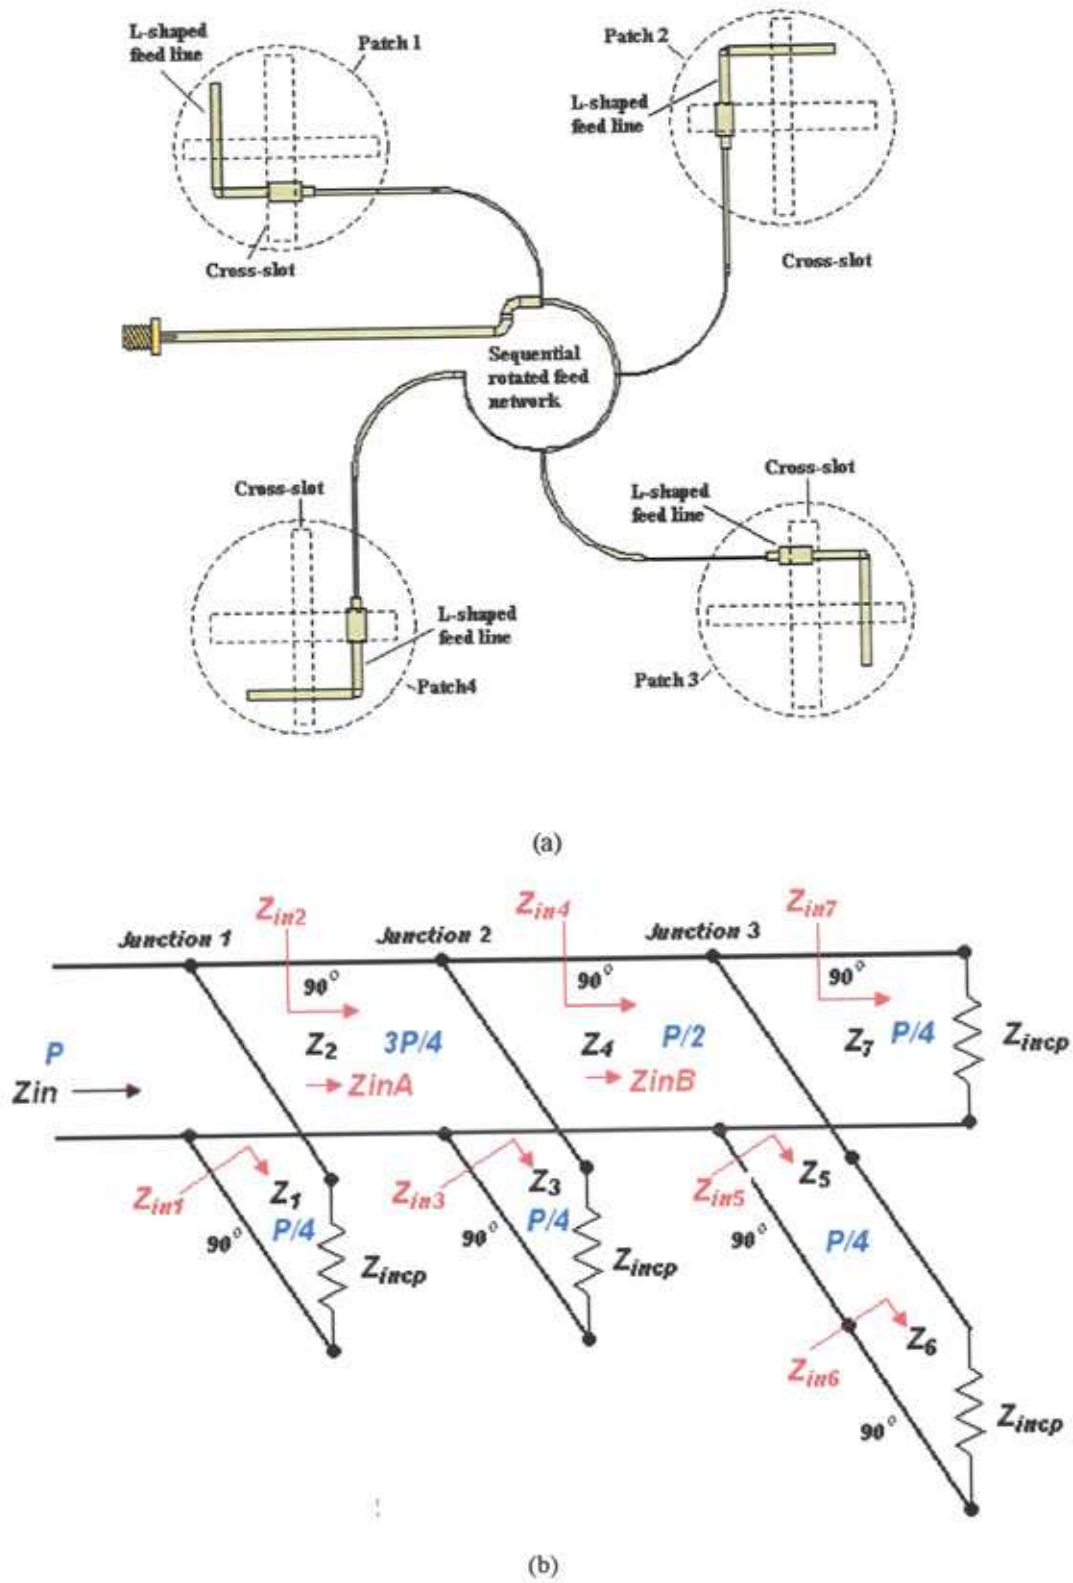 L-shaped
feed line
Patch 1
Cross-slot
Patch 2
L-shaped
feed line
Cross-slot
Sequential
rotated feed
network
Cross-slot
L-shaped
feed line
Patch4
Cross-slot
L-shaped
feed line
Patch 3
(a)
Junction 1
Zin2
90°
Junction 2
Zin4
90°
Junction 3
Zin7
90°
P
Zin
Z2
3P/4
ZinA
Z4
P/2
ZinB
Z7
P/4
Zincp
Zin1
Z1
P/4
90°
Zincp
Zin3
Z3
P/4
90°
Zincp
Zin5
Z5
90°
P/4
Zin6
Z6
90°
Zincp
(b)